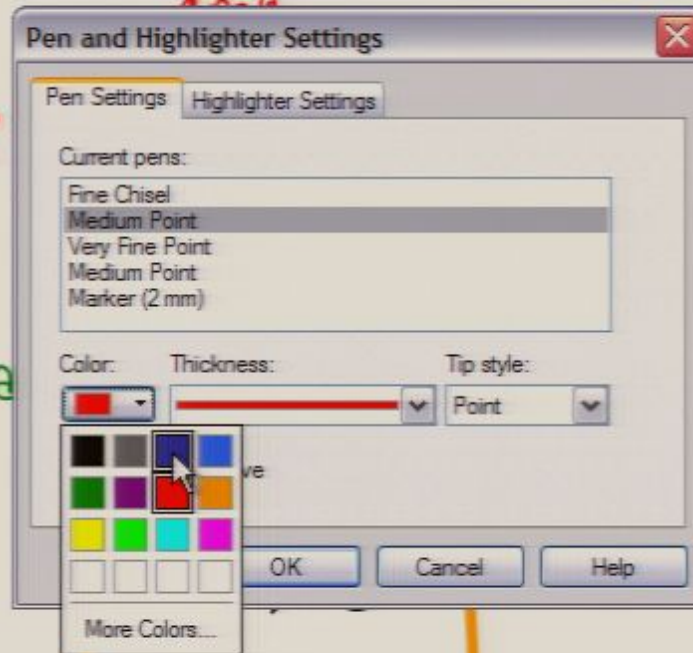 Pen and Highlighter Settings
Pen Settings Highlighter Settings
Current pens:
Fine Chisel
Medium Point
Very Fine Point
Medium Point
Marker (2 mm)
Color: Thickness: Tip style:
Point
ve
OK Cancel Help
More Colors...